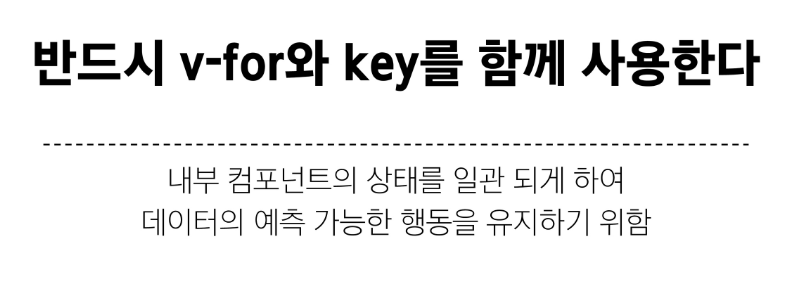 반드시 v-for와 key를 함께 사용한다
내부 컴포넌트의 상태를 일관 되게 하여
데이터의 예측 가능한 행동을 유지하기 위함